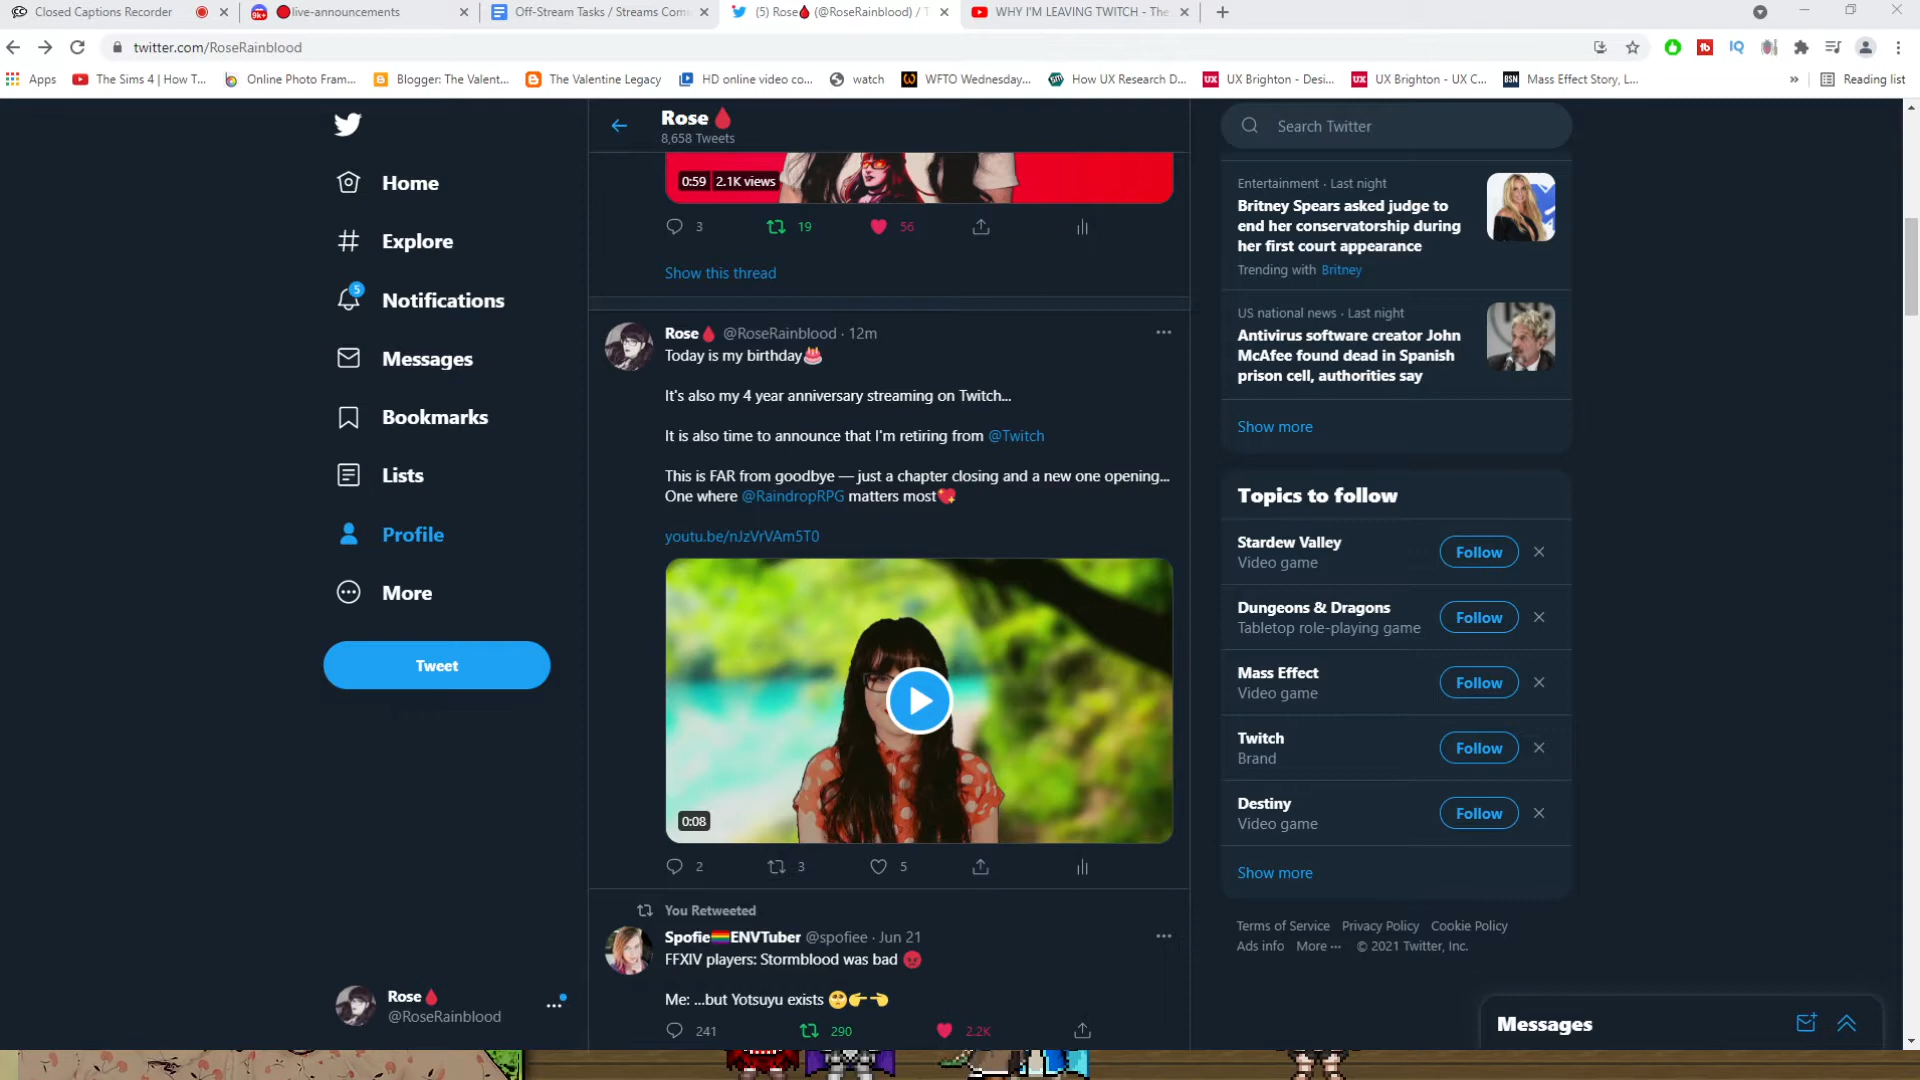 Closed Captions Recorder
9K+
live-announcements
Off-Stream Tasks / Streams Com
(5) Rose (@RoseRainblood) / T
WHY I'M LEAVING TWITCH - The
twitter.com/RoseRainblood
Apps
The Sims 4 | How T...
Online Photo Fram...
Blogger: The Valent...
The Valentine Legacy
HD online video co...
watch
WFTO Wednesday...
How UX Research D...
UX
UX Brighton - Desi...
UX
UX Brighton - UX C...
BSN
Mass Effect Story, L...
»
Reading list
Home
Explore
5
Notifications
Messages
Bookmarks
Lists
Profile
More
Tweet
Rose
@RoseRainblood
Rose
8,658 Tweets
0:59 2.1K views
3 19 56
Show this thread
Rose @RoseRainblood · 12m
Today is my birthday
It's also my 4 year anniversary streaming on Twitch...
It is also time to announce that I'm retiring from @Twitch
This is FAR from goodbye — just a chapter closing and a new one opening...
One where @RaindropRPG matters most
youtu.be/nJzVrVAm5T0
0:08
2 3 5
You Retweeted
Spofie ENVTuber @spofiee · Jun 21
FFXIV players: Stormblood was bad
Me: ...but Yotsuyu exists
241 290 2.2K
Search Twitter
Entertainment · Last night
Britney Spears asked judge to
end her conservatorship during
her first court appearance
Trending with Britney
US national news · Last night
Antivirus software creator John
McAfee found dead in Spanish
prison cell, authorities say
Show more
Topics to follow
Stardew Valley
Video game
Follow
Dungeons & Dragons
Tabletop role-playing game
Follow
Mass Effect
Video game
Follow
Twitch
Brand
Follow
Destiny
Video game
Follow
Show more
Terms of Service Privacy Policy Cookie Policy
Ads info More ··· © 2021 Twitter, Inc.
Messages